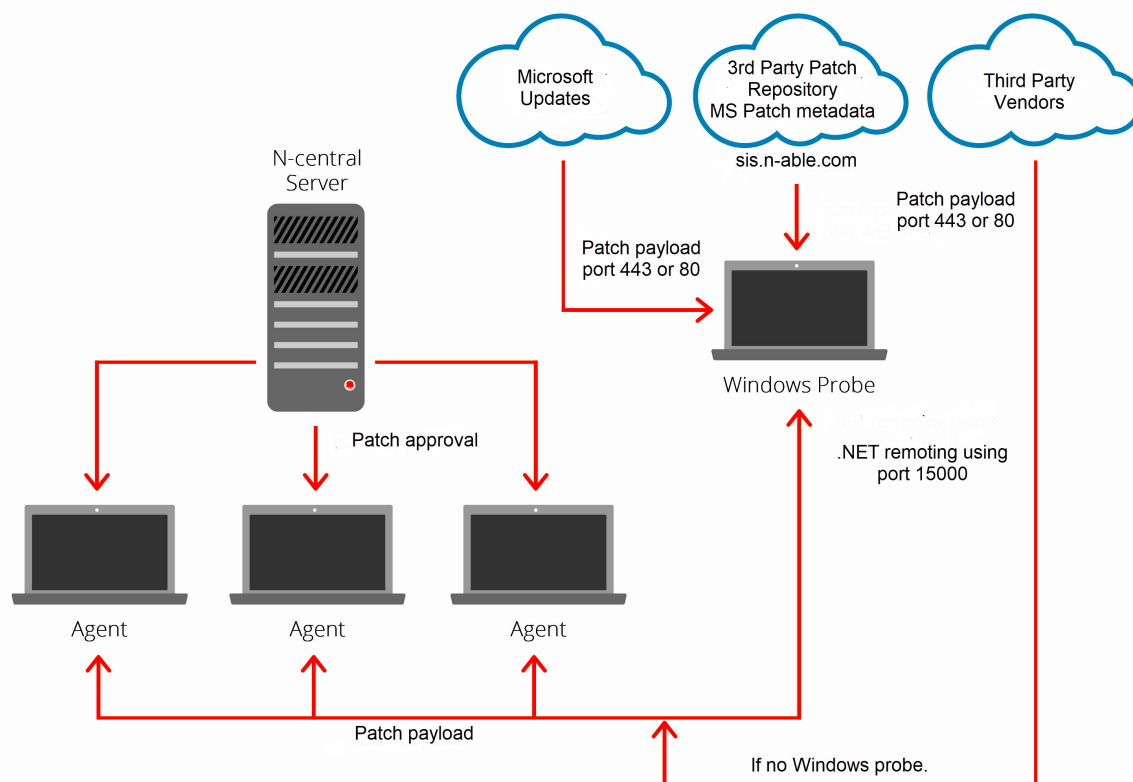 Microsoft
Updates
3rd Party Patch
Repository
MS Patch metadata
Third Party
Vendors
sis.n-able.com
N-central
Server
Patch payload
port 443 or 80
Patch payload
port 443 or 80
Windows Probe
Patch approval
.NET remoting using
port 15000
Agent
Agent
Agent
Patch payload
If no Windows probe.